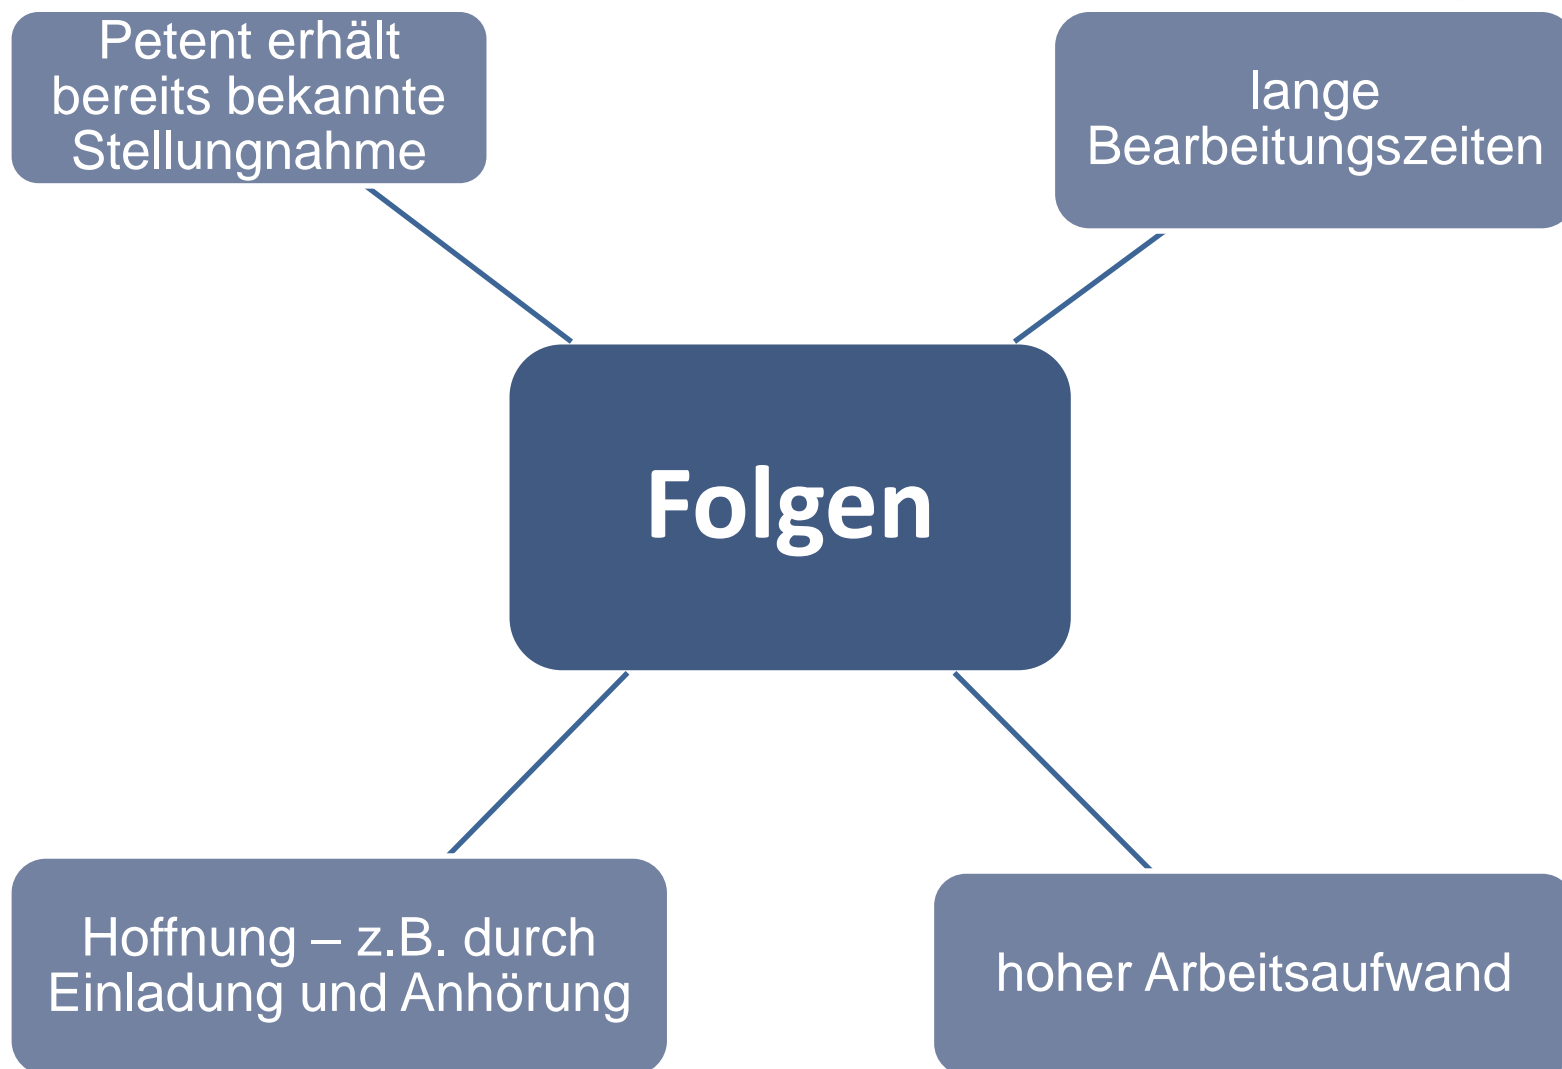 Petent erhält
bereits bekannte
Stellungnahme
lange
Bearbeitungszeiten
Folgen
Hoffnung – z.B. durch
Einladung und Anhörung
hoher Arbeitsaufwand